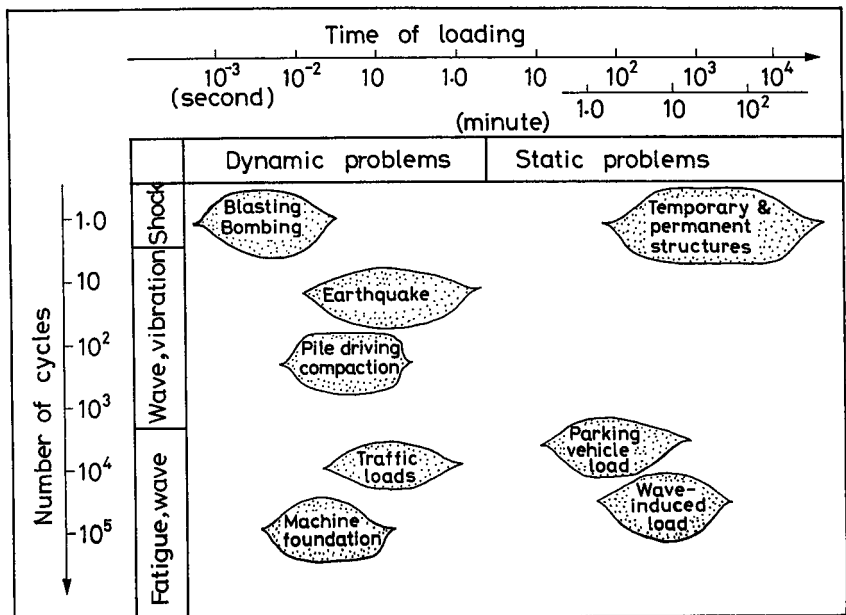 Time of loading
10⁻³ 10⁻² 10 1.0 10 10² 10³ 10⁴
(second) 1.0 10 10²
(minute)
Dynamic problems Static problems
Number of cycles
1.0
10
10²
10³
10⁴
10⁵
Shock
Wave, vibration
Fatigue, wave
Blasting
Bombing
Temporary &
permanent
structures
Earthquake
Pile driving
compaction
Parking
vehicle
load
Traffic
loads
Wave-
induced
load
Machine
foundation